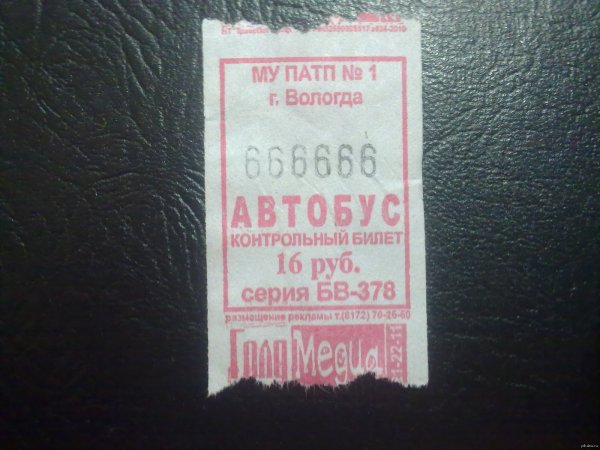 МУ ПАТП № 1
г. Вологда
666666
АВТОБУС
КОНТРОЛЬНЫЙ БИЛЕТ
16 руб.
серия БВ-378
размещение рекламы т.(8172) 70-26-60
Медиа